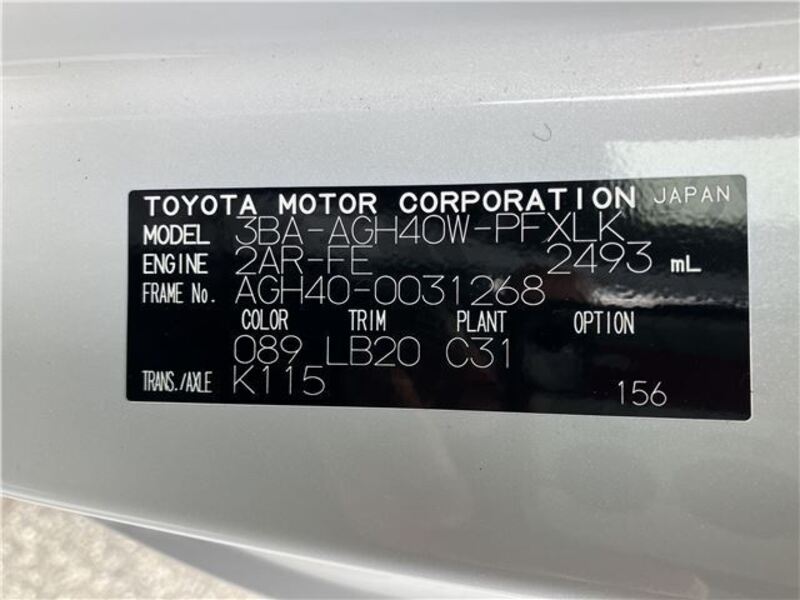 TOYOTA MOTOR CORPORATION JAPAN
MODEL 3BA-AGH40W-PFXLK
ENGINE 2AR-FE 2493 mL
FRAME No. AGH40-0031268
COLOR TRIM PLANT OPTION
089 LB20 C31
TRANS./AXLE K115
156